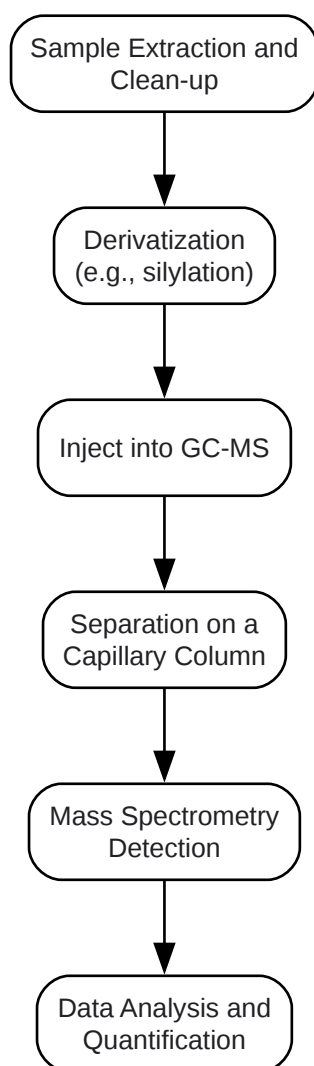 Sample Extraction and
Clean-up
Derivatization
(e.g., silylation)
Inject into GC-MS
Separation on a
Capillary Column
Mass Spectrometry
Detection
Data Analysis and
Quantification